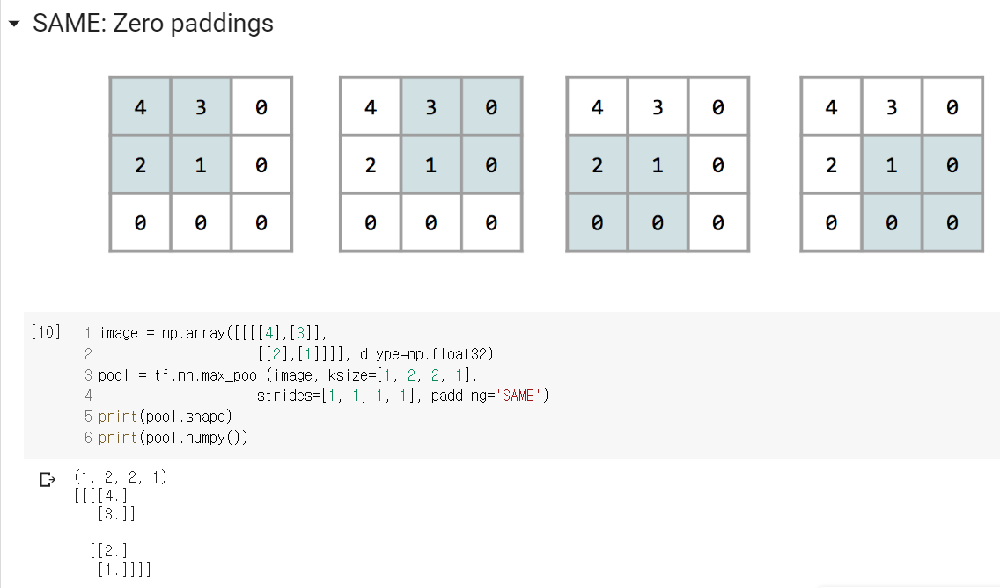 SAME: Zero paddings
4 3 0 4 3 0 4 3 0 4 3 0
2 1 0 2 1 0 2 1 0 2 1 0
0 0 0 0 0 0 0 0 0 0 0 0
[10] 1 image = np.array([[[[4],[3]],
2 [[2],[1]]]], dtype=np.float32)
3 pool = tf.nn.max_pool(image, ksize=[1, 2, 2, 1],
4 strides=[1, 1, 1, 1], padding='SAME')
5 print(pool.shape)
6 print(pool.numpy())
(1, 2, 2, 1)
[[[[4.]
[3.]]
[[2.]
[1.]]]]